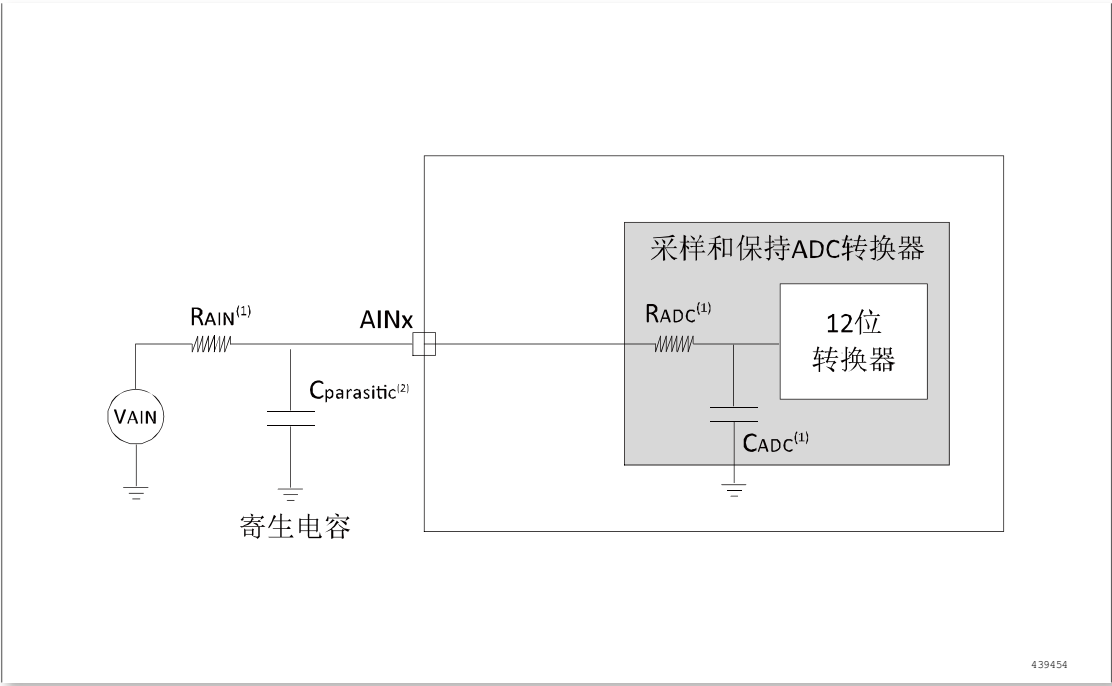 采样和保持ADC转换器
RAIN(1)
AINx
RADC(1)
12位
转换器
Cparasitic(2)
VAIN
CADC(1)
寄生电容
439454